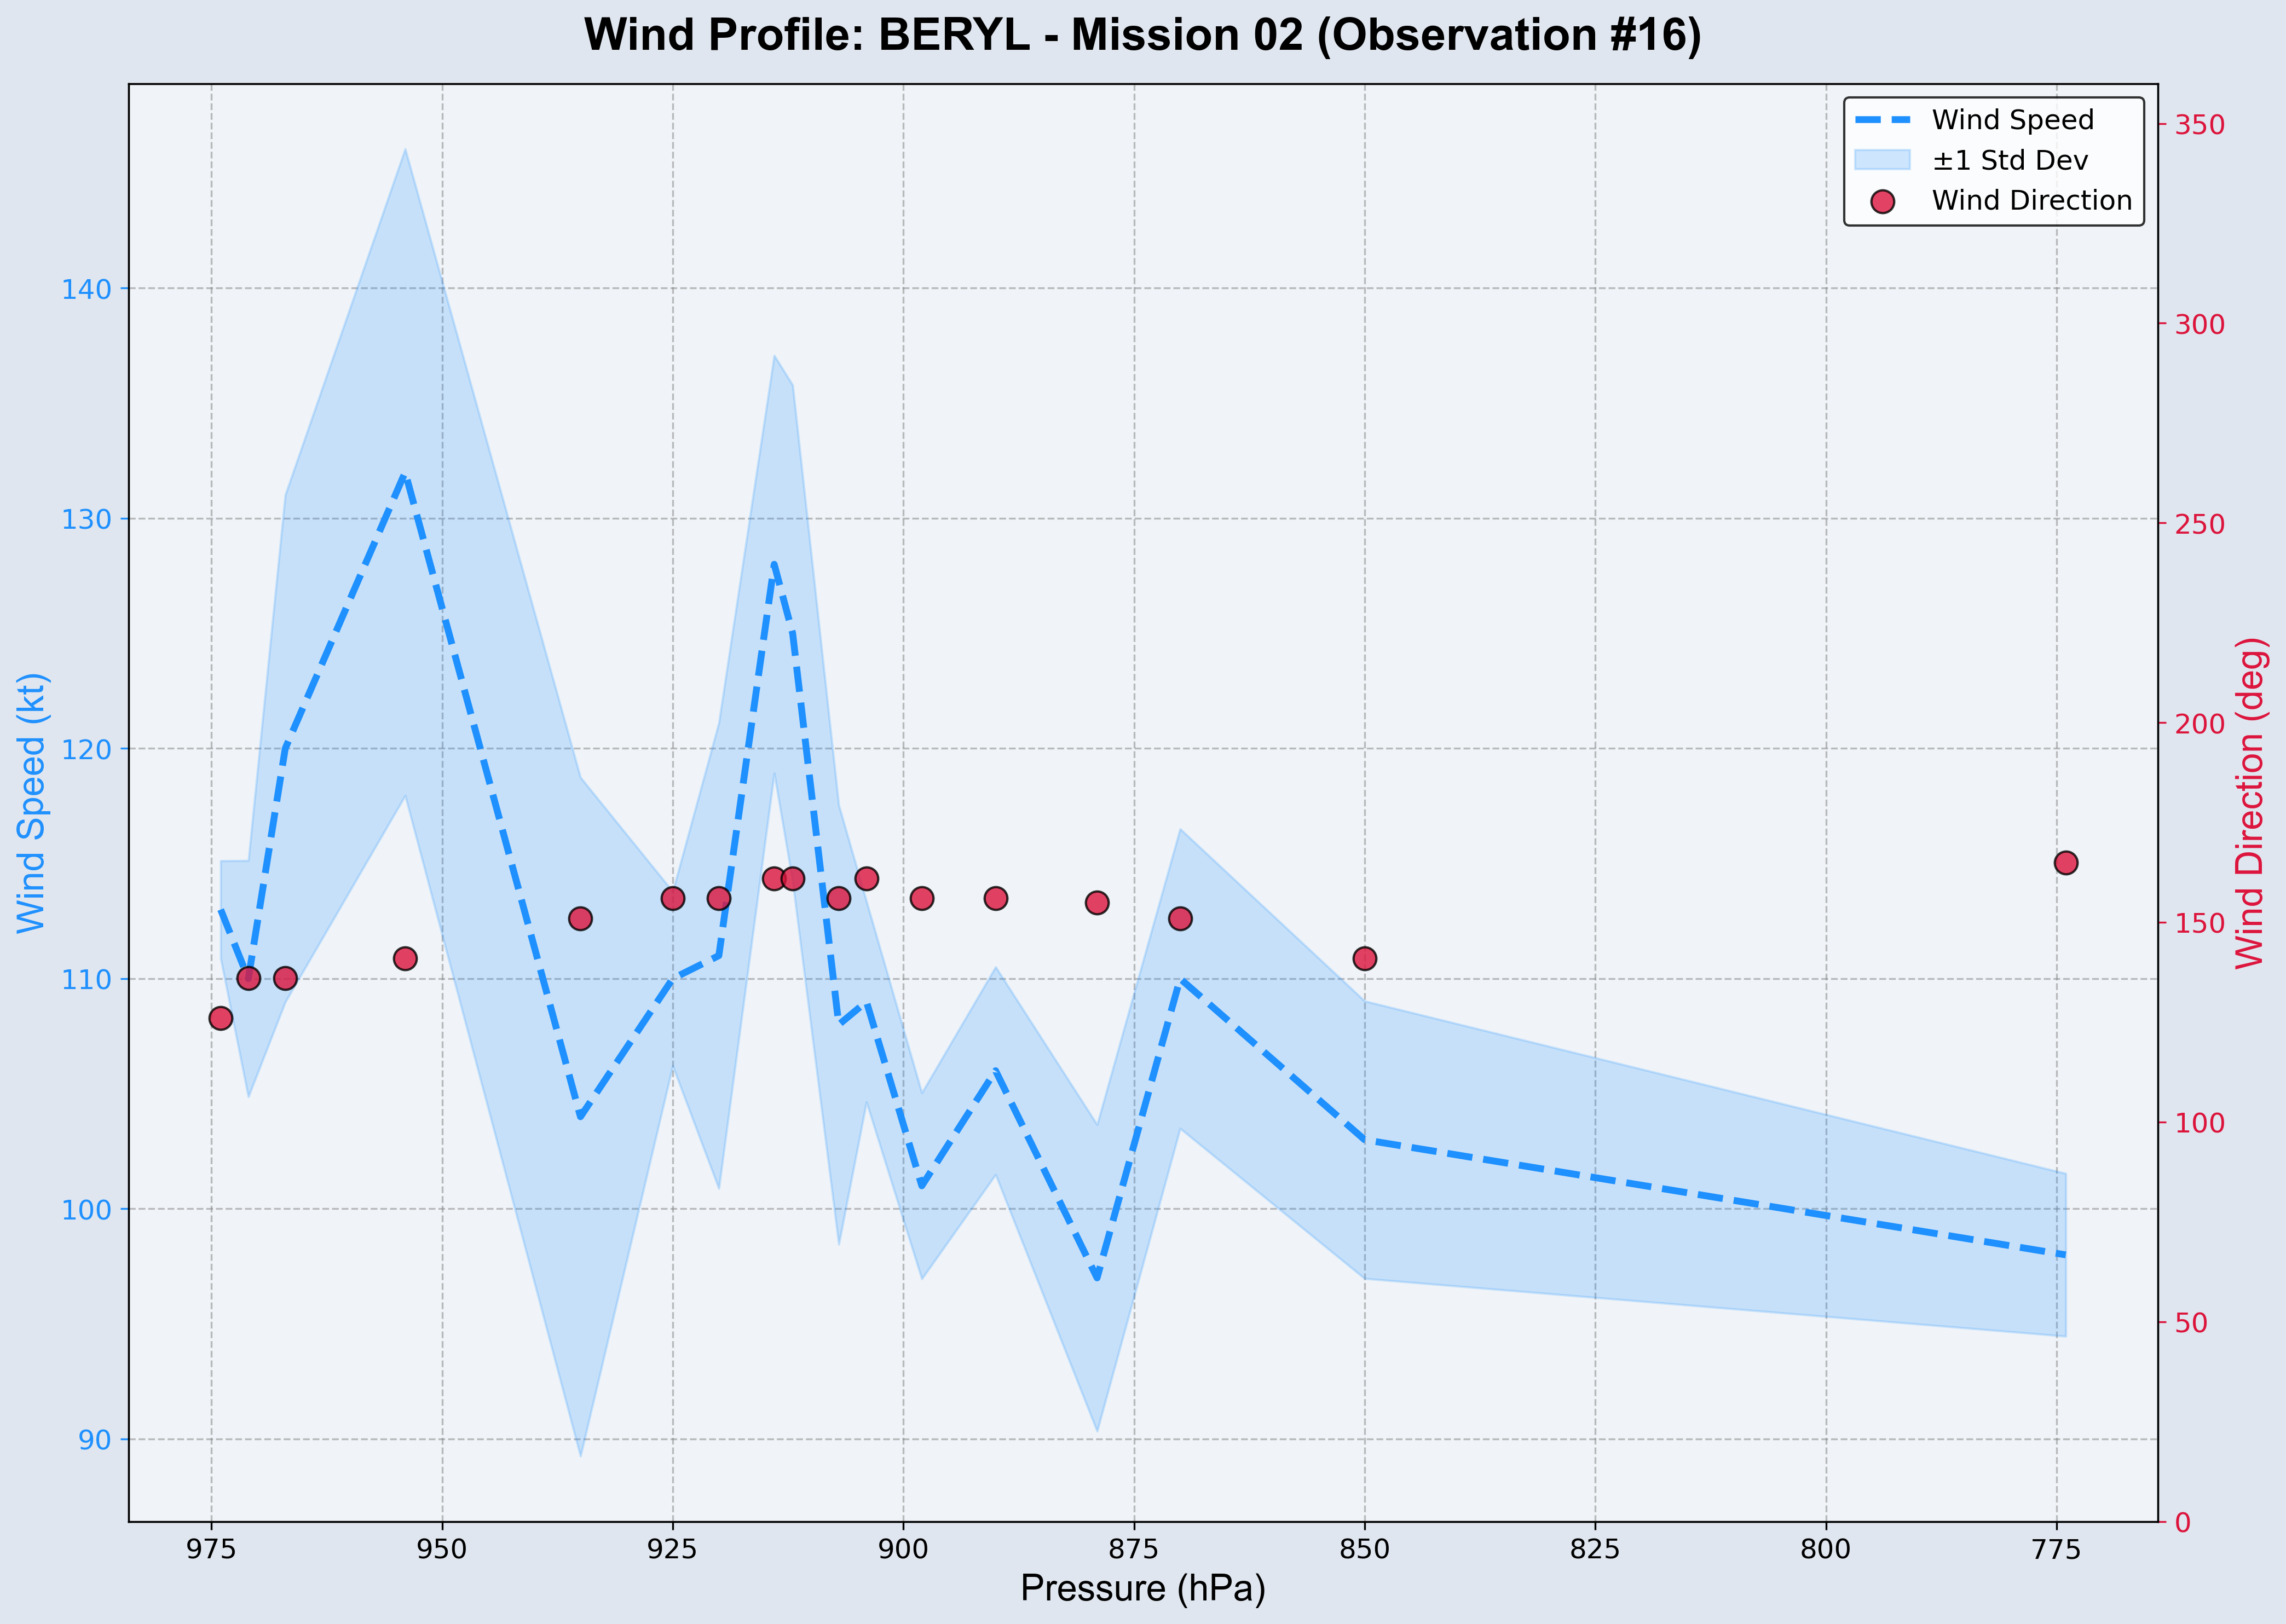 Wind Profile: BERYL - Mission 02 (Observation #16)
Wind Speed
±1 Std Dev
Wind Direction
Wind Speed (kt)
140
130
120
110
100
90
350
300
250
200
150
100
50
0
Wind Direction (deg)
975 950 925 900 875 850 825 800 775
Pressure (hPa)